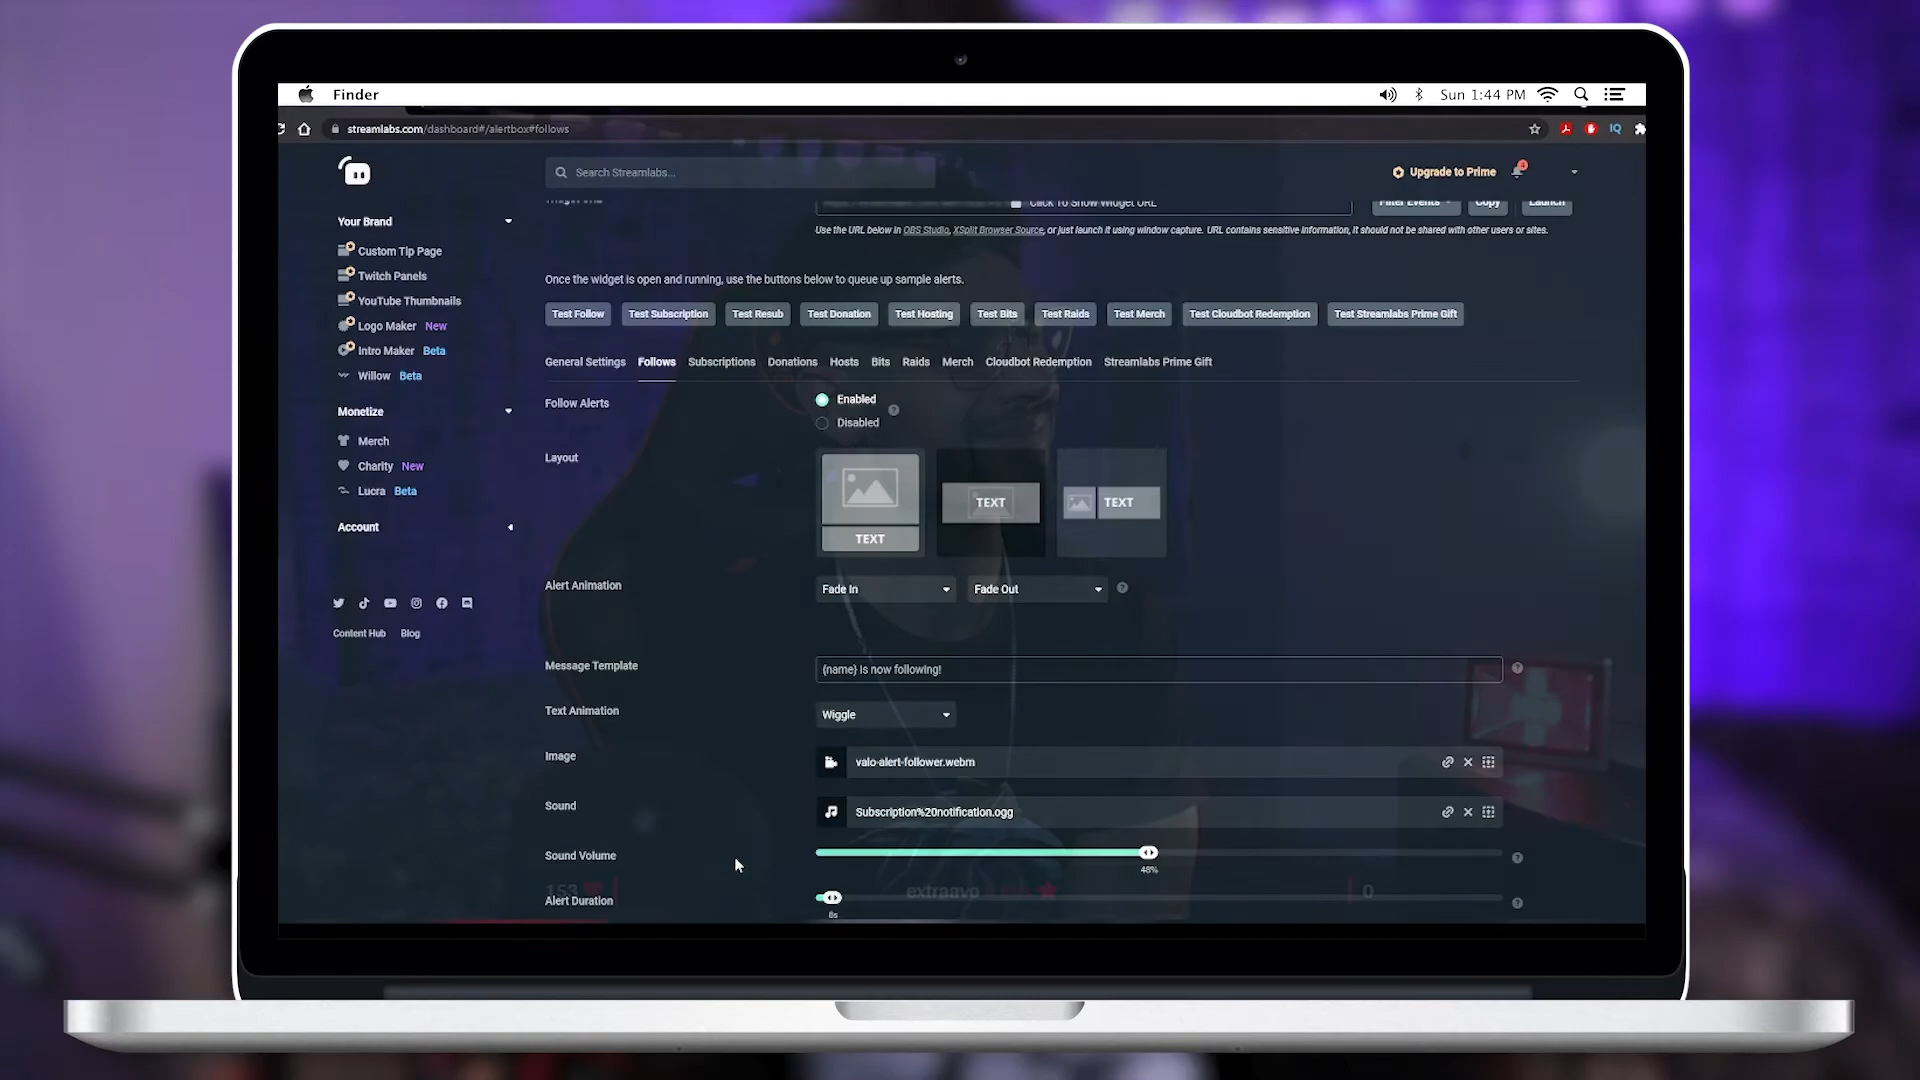 Finder
Sun 1:44 PM
streamlabs.com/dashboard#/alertbox#follows
IQ
Search Streamlabs...
Upgrade to Prime
4
Your Brand
Custom Tip Page
Twitch Panels
YouTube Thumbnails
Logo Maker New
Intro Maker Beta
Willow Beta
Monetize
Merch
Charity New
Lucra Beta
Account
Content Hub Blog
Click To Show Widget URL
Filter Events Copy Launch
Use the URL below in OBS Studio, XSplit Browser Source, or just launch it using window capture. URL contains sensitive information, it should not be shared with other users or sites.
Once the widget is open and running, use the buttons below to queue up sample alerts.
Test Follow Test Subscription Test Resub Test Donation Test Hosting Test Bits Test Raids Test Merch Test Cloudbot Redemption Test Streamlabs Prime Gift
General Settings Follows Subscriptions Donations Hosts Bits Raids Merch Cloudbot Redemption Streamlabs Prime Gift
Follow Alerts
Enabled
Disabled
Layout
TEXT
TEXT
TEXT
Alert Animation
Fade In
Fade Out
Message Template
{name} is now following!
Text Animation
Wiggle
Image
valo-alert-follower.webm
Sound
Subscription%20notification.ogg
Sound Volume
48%
153
extraavo
0
Alert Duration
8s